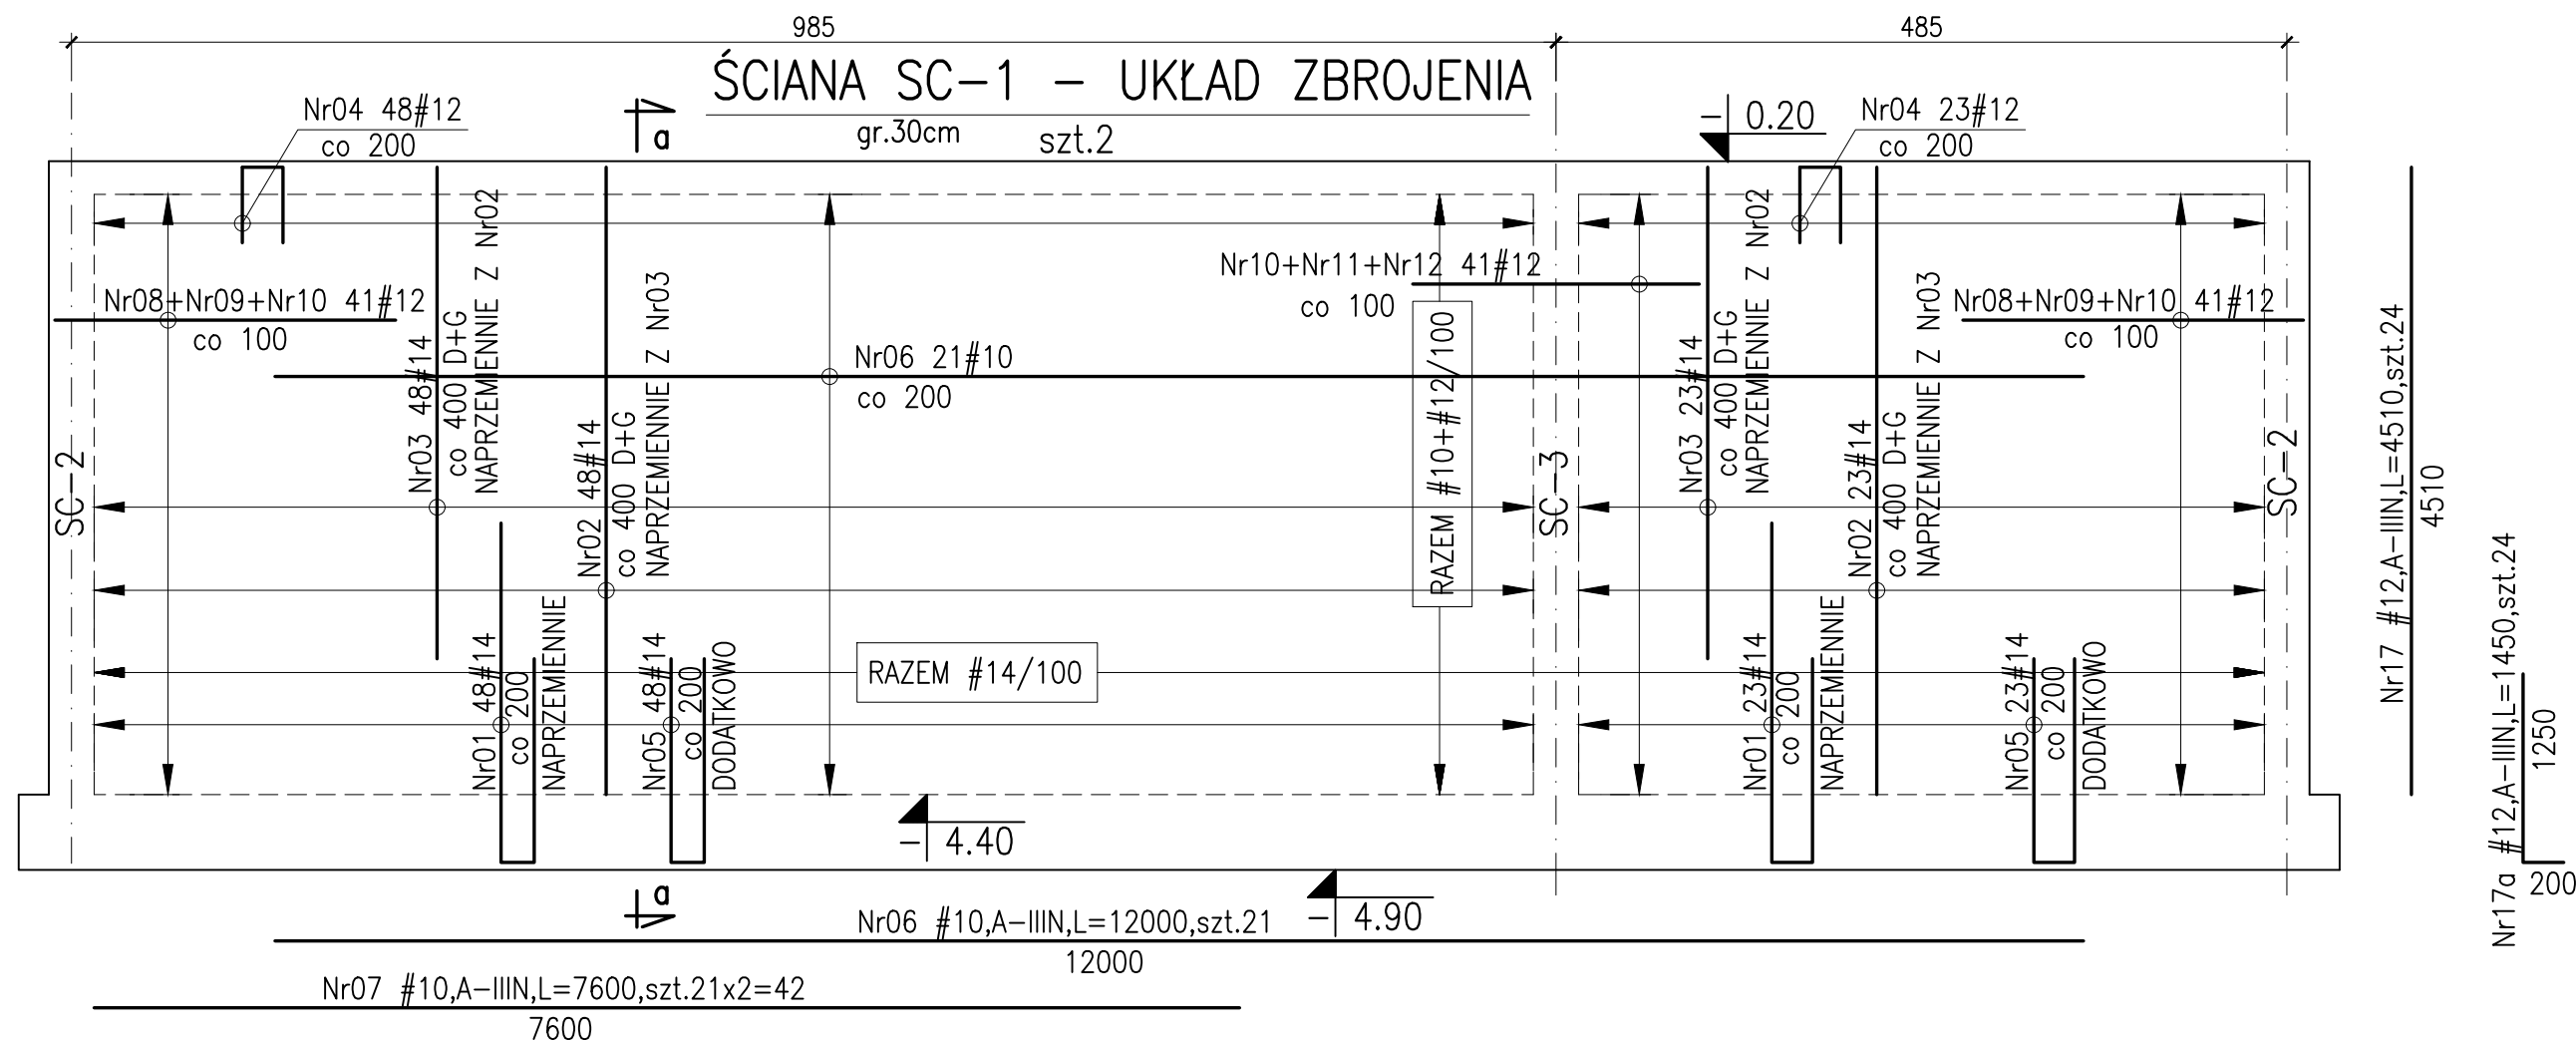 985
485
ŚCIANA SC-1 - UKŁAD ZBROJENIA
gr.30cm
szt.2
Nr04 48#12
co 200
a
- 0.20
Nr04 23#12
co 200
Nr08+Nr09+Nr10 41#12
co 100
Nr03 48#14
co 400 D+G
NAPRZEMIENNIE Z Nr02
Nr02 48#14
co 400 D+G
NAPRZEMIENNIE Z Nr03
Nr06 21#10
co 200
Nr10+Nr11+Nr12 41#12
co 100
RAZEM #10+#12/100
Nr03 23#14
co 400 D+G
NAPRZEMIENNIE Z Nr02
Nr02 23#14
co 400 D+G
NAPRZEMIENNIE Z Nr03
Nr08+Nr09+Nr10 41#12
co 100
SC-2
SC-3
SC-2
Nr01 48#14
co 200
NAPRZEMIENNIE
Nr05 48#14
co 200
DODATKOWO
RAZEM #14/100
Nr01 23#14
co 200
NAPRZEMIENNIE
Nr05 23#14
co 200
DODATKOWO
- 4.40
a
- 4.90
Nr17 #12,A-IIIN,L=4510,szt.24
4510
Nr17a #12,A-IIIN,L=1450,szt.24
1250
200
Nr06 #10,A-IIIN,L=12000,szt.21
12000
Nr07 #10,A-IIIN,L=7600,szt.21x2=42
7600